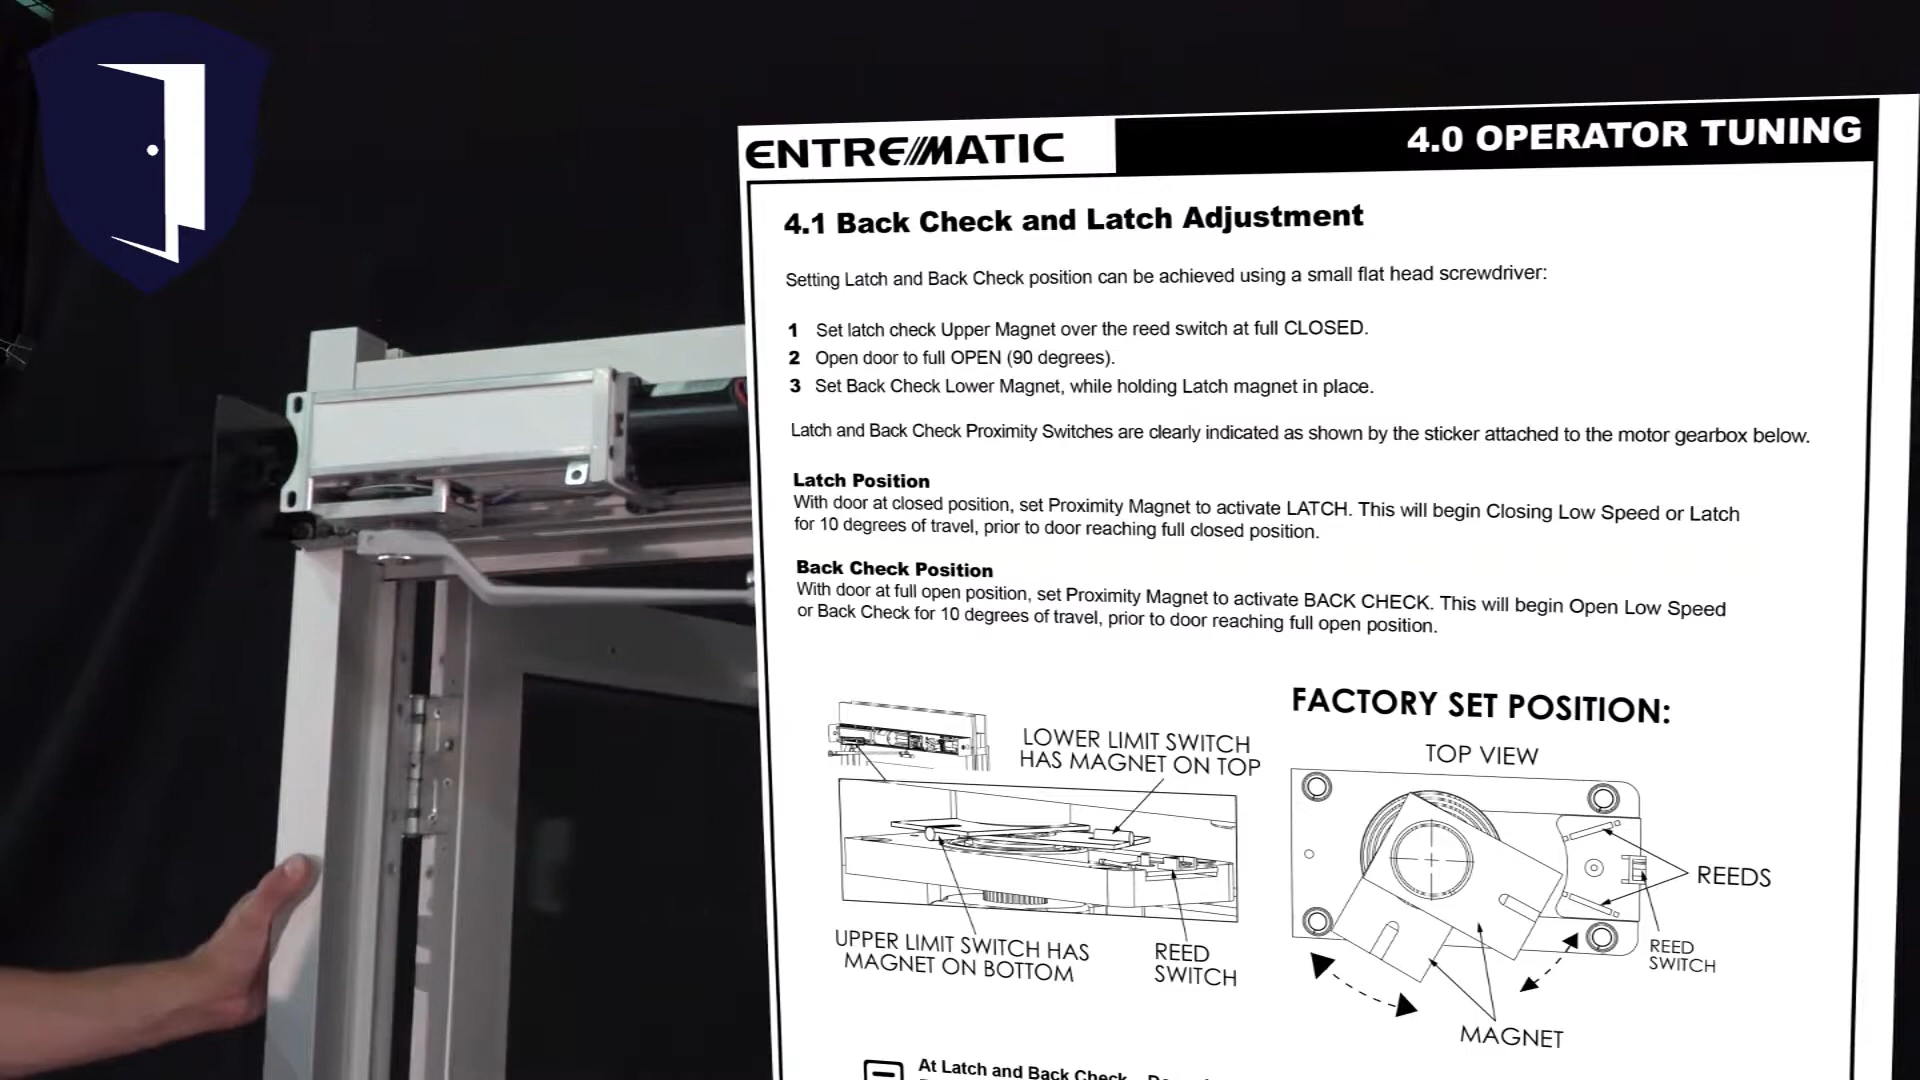 ENTREMATIC
4.0 OPERATOR TUNING
4.1 Back Check and Latch Adjustment
Setting Latch and Back Check position can be achieved using a small flat head screwdriver:
1 Set latch check Upper Magnet over the reed switch at full CLOSED.
2 Open door to full OPEN (90 degrees).
3 Set Back Check Lower Magnet, while holding Latch magnet in place.
Latch and Back Check Proximity Switches are clearly indicated as shown by the sticker attached to the motor gearbox below.
Latch Position
With door at closed position, set Proximity Magnet to activate LATCH. This will begin Closing Low Speed or Latch
for 10 degrees of travel, prior to door reaching full closed position.
Back Check Position
With door at full open position, set Proximity Magnet to activate BACK CHECK. This will begin Open Low Speed
or Back Check for 10 degrees of travel, prior to door reaching full open position.
LOWER LIMIT SWITCH
HAS MAGNET ON TOP
UPPER LIMIT SWITCH HAS
MAGNET ON BOTTOM
REED
SWITCH
FACTORY SET POSITION:
TOP VIEW
REEDS
REED
SWITCH
MAGNET
At Latch and Back Check